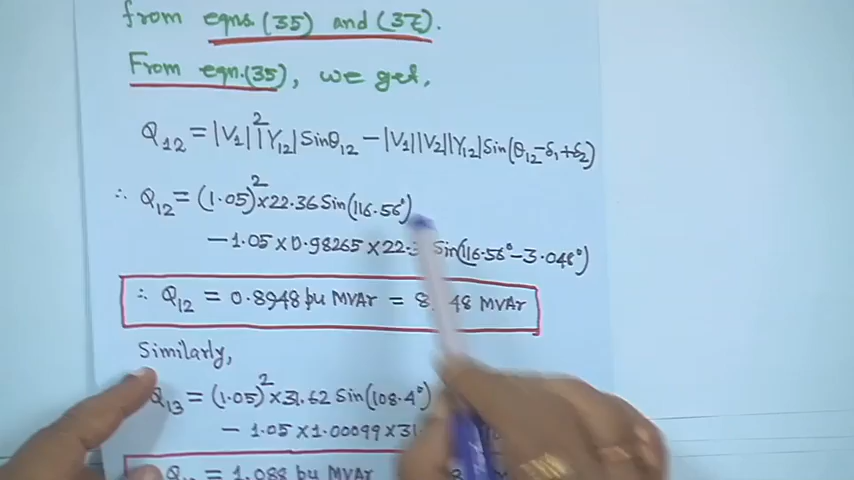 from eqns. (35) and (37).
From eqn.(35), we get,
Q12 = |V1|²|Y12| Sinθ12 − |V1||V2||Y12| Sin(θ12 − δ1 + δ2)
∴ Q12 = (1.05)² × 22.36 Sin(116.56°)
− 1.05 × 0.98265 × 22.3 Sin(116.56° − 3.048°)
∴ Q12 = 0.8948 pu MVAr = 8 48 MVAr
Similarly,
Q13 = (1.05)² × 31.62 Sin(108.4°)
− 1.05 × 1.00099 × 31
= 1.088 pu MVAr